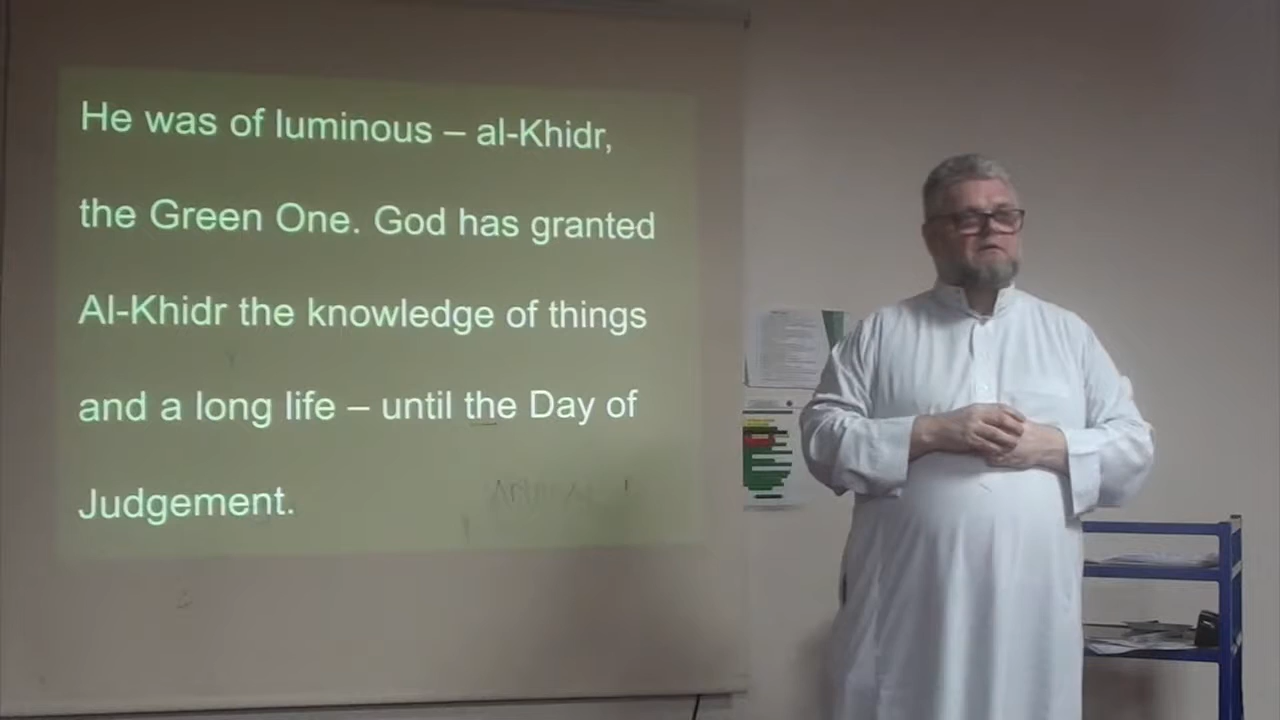 He was of luminous – al-Khidr,
the Green One. God has granted
Al-Khidr the knowledge of things
and a long life – until the Day of
Judgement.